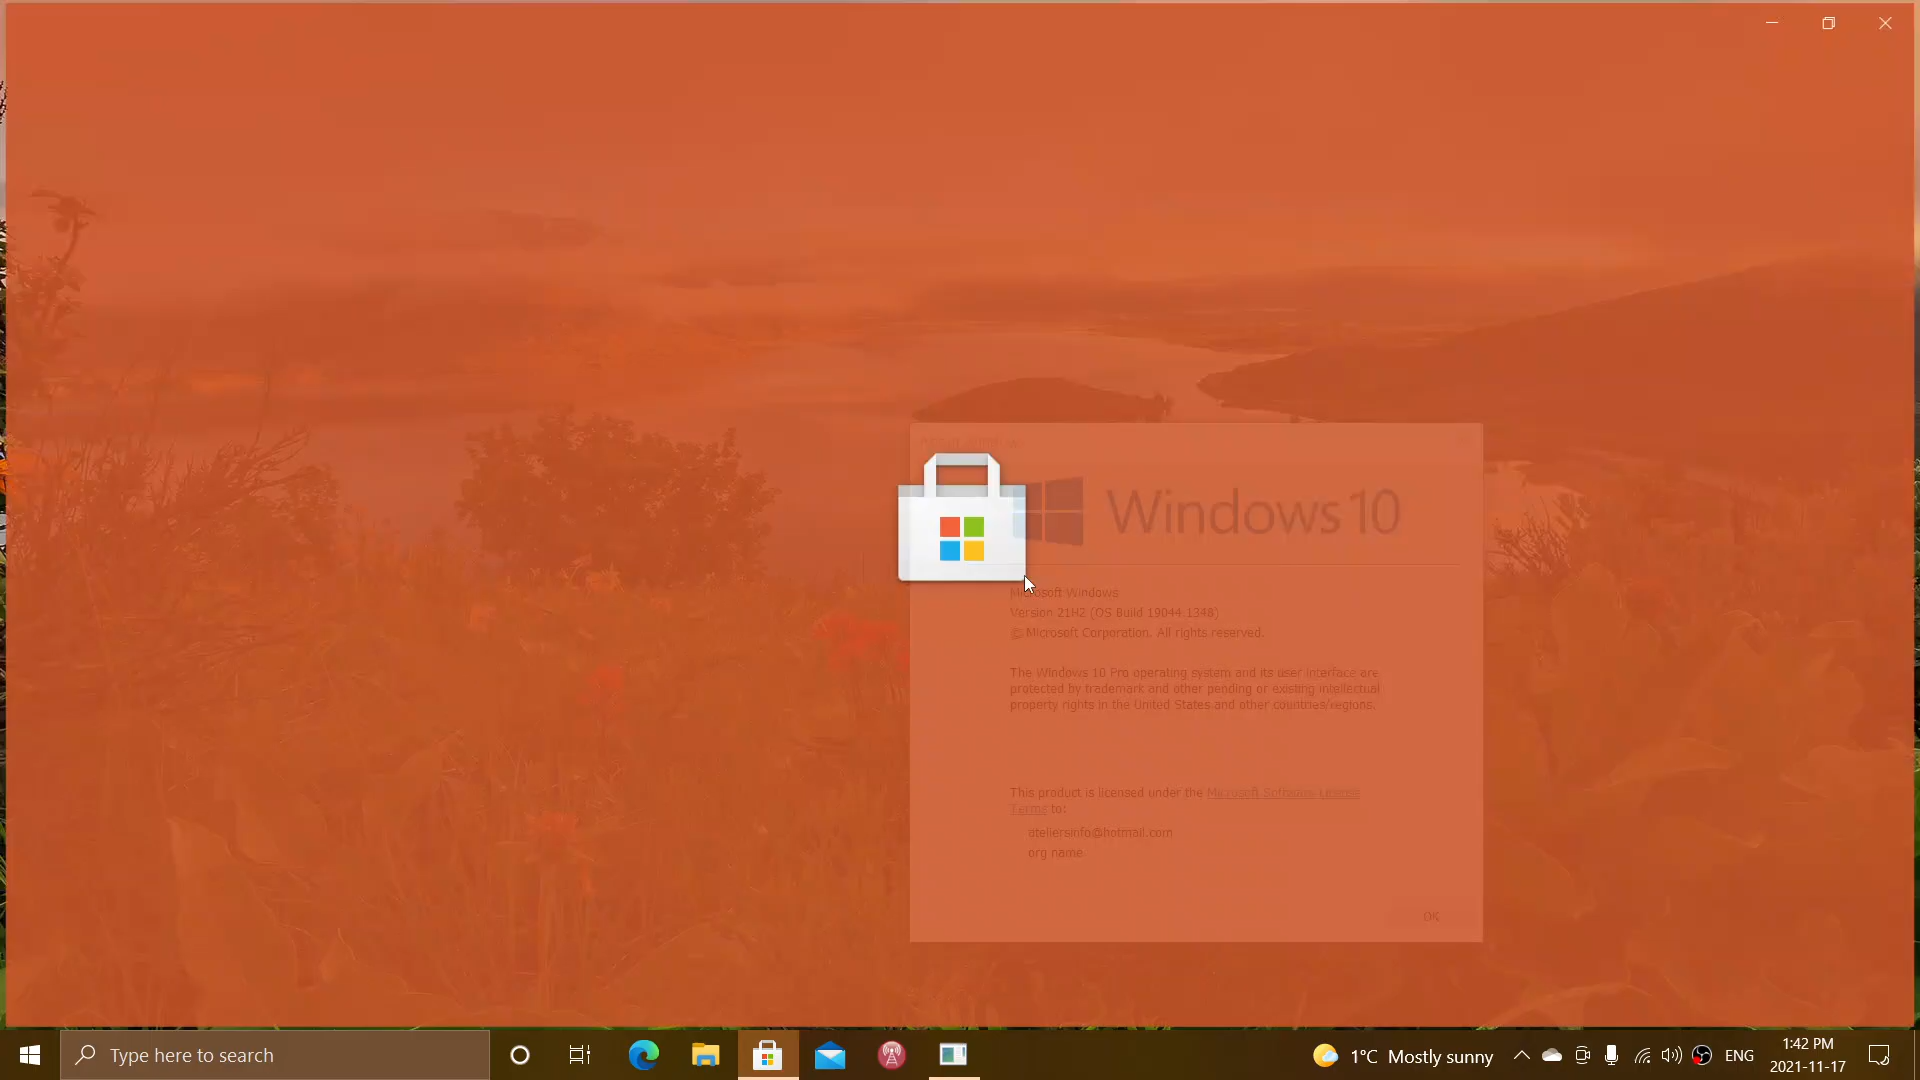 Windows 10
Microsoft Windows
Version 21H2 (OS Build 19044.1348)
© Microsoft Corporation. All rights reserved.
The Windows 10 Pro operating system and its user interface are
protected by trademark and other pending or existing intellectual
property rights in the United States and other countries/regions.
This product is licensed under the Microsoft Software License
Terms to:
ateliersinfo@hotmail.com
org name
OK
Type here to search
1°C Mostly sunny
ENG
1:42 PM
2021-11-17